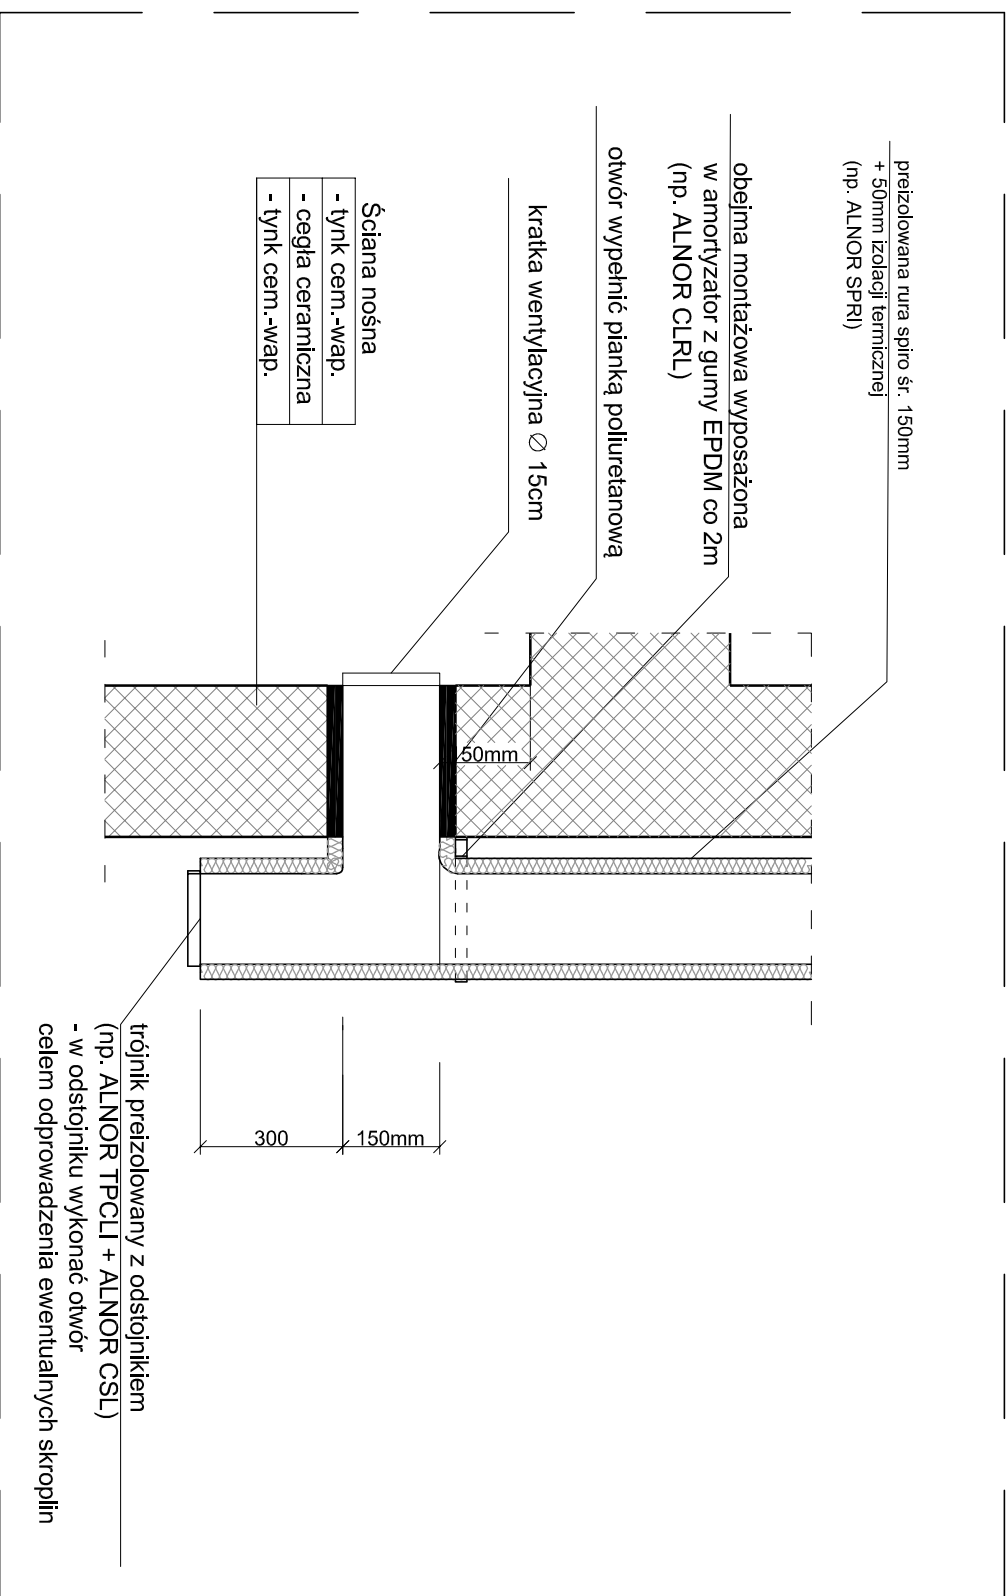 preizolowana rura spiro śr. 150mm
+ 50mm izolacji termicznej
(np. ALNOR SPRI)
obejma montażowa wyposażona
w amortyzator z gumy EPDM co 2m
(np. ALNOR CLRL)
otwór wypełnić pianką poliuretanową
kratka wentylacyjna ∅ 15cm
Ściana nośna
- tynk cem.-wap.
- cegła ceramiczna
- tynk cem.-wap.
50mm
300
150mm
trójnik preizolowany z odstojnikiem
(np. ALNOR TPCLI + ALNOR CSL)
- w odstojniku wykonać otwór
celem odprowadzenia ewentualnych skroplin